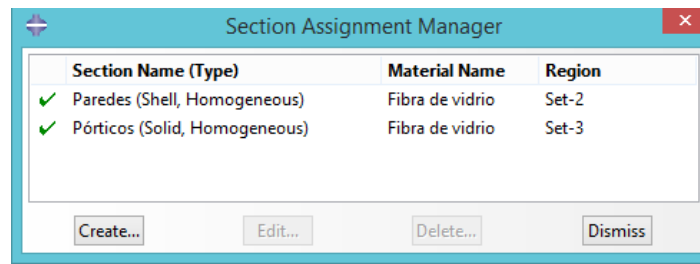 Section Assignment Manager
Section Name (Type) Material Name Region
Paredes (Shell, Homogeneous) Fibra de vidrio Set-2
Pórticos (Solid, Homogeneous) Fibra de vidrio Set-3
Create... Edit... Delete... Dismiss